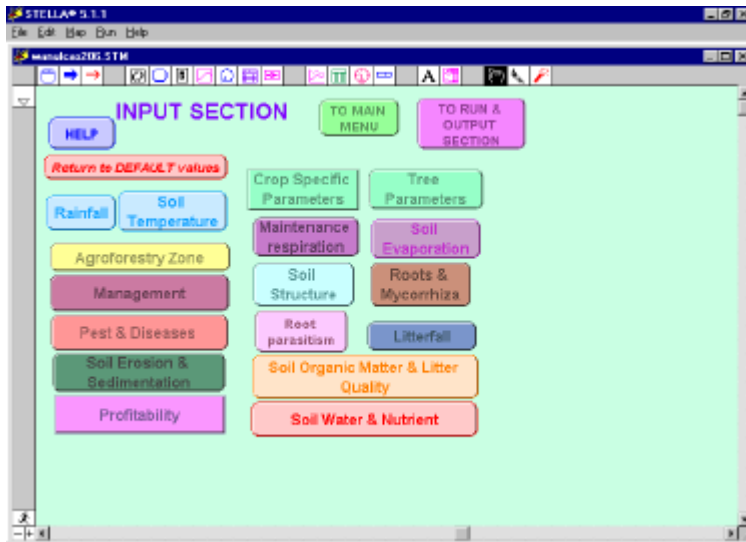 STELLA® 5.1.1
File Edit Map Run Help
wanulcas206.STM
A
INPUT SECTION
TO MAIN
MENU
TO RUN &
OUTPUT
SECTION
HELP
Return to DEFAULT values
Crop Specific
Parameters
Tree
Parameters
Rainfall
Soil
Temperature
Maintenance
respiration
Soil
Evaporation
Agroforestry Zone
Soil
Structure
Roots &
Mycorrhiza
Management
Pest & Diseases
Root
parasitism
Litterfall
Soil Erosion &
Sedimentation
Soil Organic Matter & Litter
Quality
Profitability
Soil Water & Nutrient